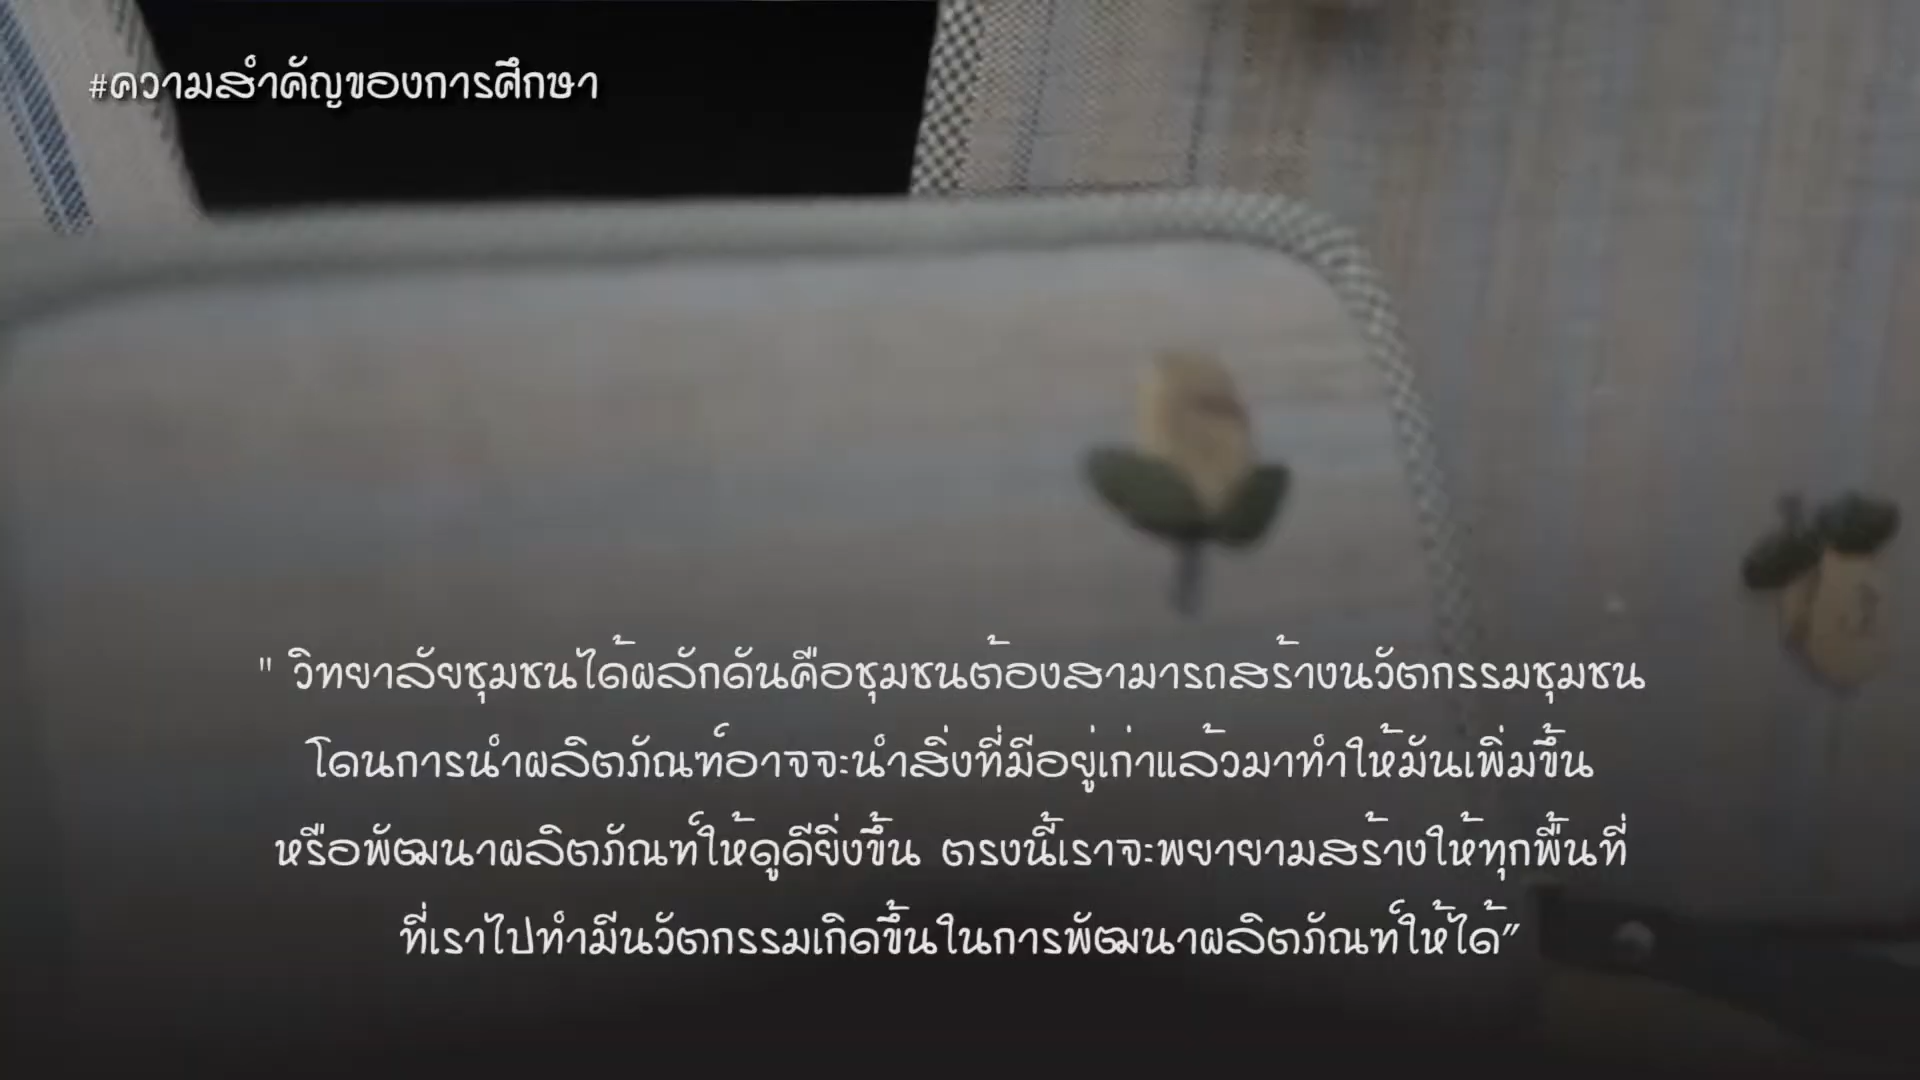 #ความสำคัญของการศึกษา
" วิทยาลัยชุมชนได้ผลักดันคือชุมชนต้องสามารถสร้างนวัตกรรมชุมชน
โดนการนำผลิตภัณฑ์อาจจะนำสิ่งที่มีอยู่เก่าแล้วมาทำให้มันเพิ่มขึ้น
หรือพัฒนาผลิตภัณฑ์ให้ดูดียิ่งขึ้น ตรงนี้เราจะพยายามสร้างให้ทุกพื้นที่
ที่เราไปทำมีนวัตกรรมเกิดขึ้นในการพัฒนาผลิตภัณฑ์ให้ได้"